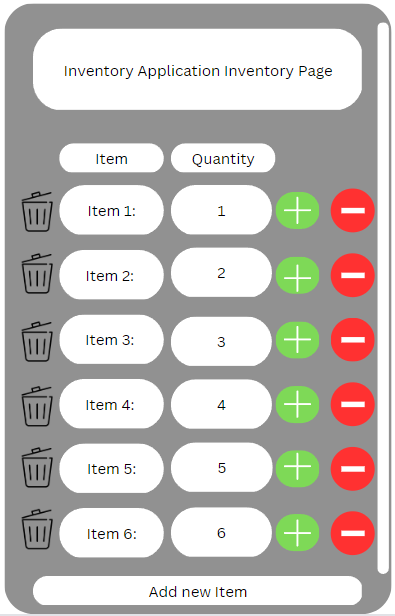 Inventory Application Inventory Page
Item Quantity
Item 1: 1
Item 2: 2
Item 3: 3
Item 4: 4
Item 5: 5
Item 6: 6
Add new Item